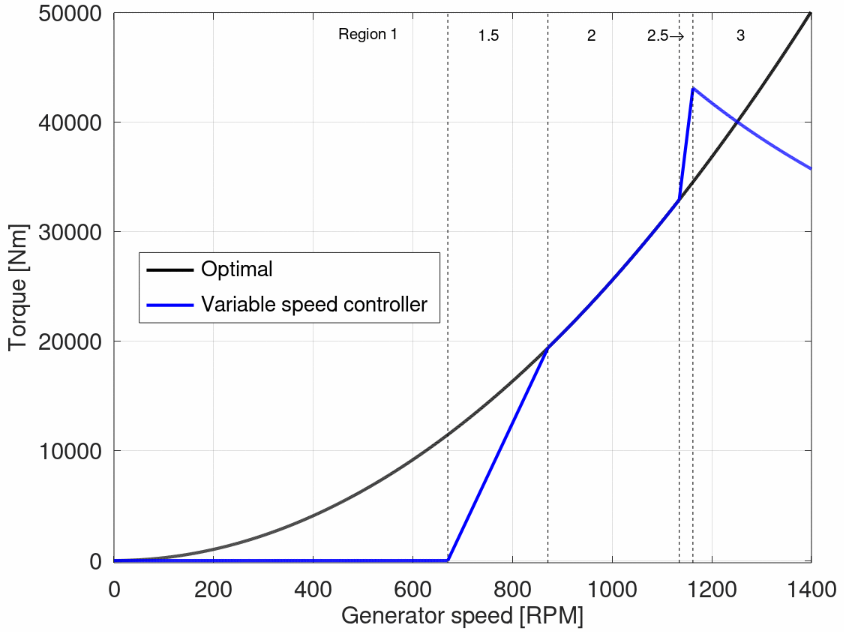 50000
Region 1
1.5
2
2.5→
3
40000
30000
Optimal
Variable speed controller
Torque [Nm]
20000
10000
0
0 200 400 600 800 1000 1200 1400
Generator speed [RPM]